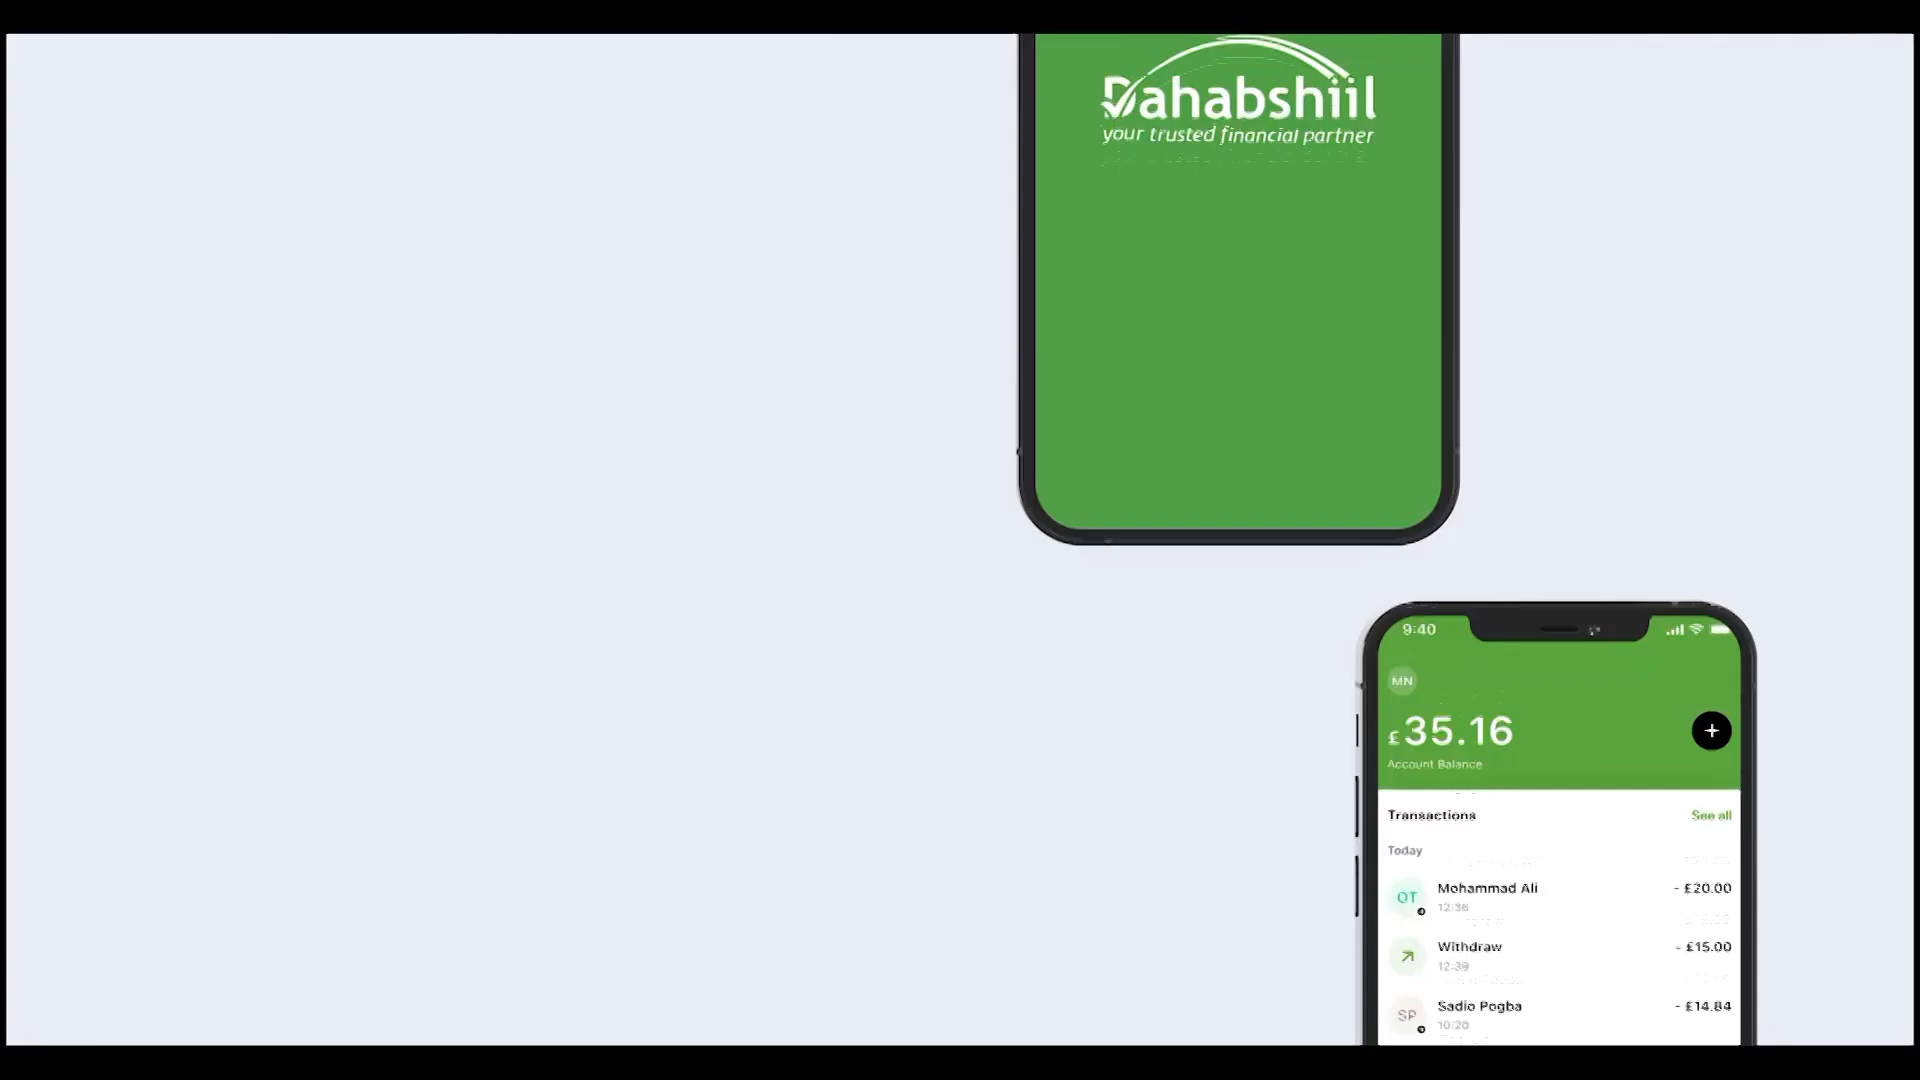 Dahabshiil
your trusted financial partner
9:40
MN
£35.16
Account Balance
Transactions
See all
Today
OT
Mohammad Ali
- £20.00
12:36
Withdraw
- £15.00
12:39
SP
Sadio Pogba
- £14.84
10:20